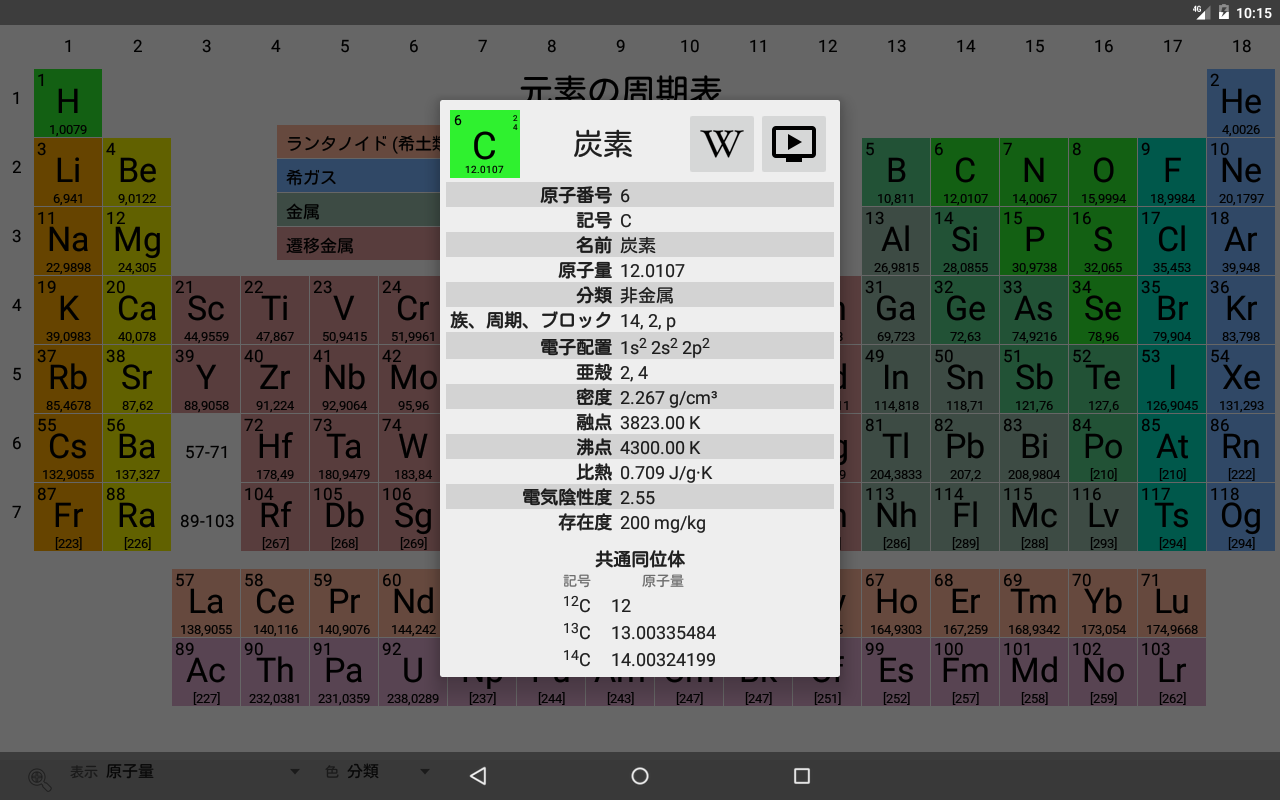 4G 10:15
1 2 3 4 5 6 7 8 9 10 11 12 13 14 15 16 17 18
元素の周期表
1 1 H 1,0079 2 He 4,0026
2 3 Li 6,941 4 Be 9,0122 5 B 10,811 6 C 12,0107 7 N 14,0067 8 O 15,9994 9 F 18,9984 10 Ne 20,1797
3 11 Na 22,9898 12 Mg 24,305 13 Al 26,9815 14 Si 28,0855 15 P 30,9738 16 S 32,065 17 Cl 35,453 18 Ar 39,948
4 19 K 39,0983 20 Ca 40,078 21 Sc 44,9559 22 Ti 47,867 23 V 50,9415 24 Cr 51,9961 31 Ga 69,723 32 Ge 72,63 33 As 74,9216 34 Se 78,96 35 Br 79,904 36 Kr 83,798
5 37 Rb 85,4678 38 Sr 87,62 39 Y 88,9058 40 Zr 91,224 41 Nb 92,9064 42 Mo 95,96 49 In 114,818 50 Sn 118,71 51 Sb 121,76 52 Te 127,6 53 I 126,9045 54 Xe 131,293
6 55 Cs 132,9055 56 Ba 137,327 57-71 72 Hf 178,49 73 Ta 180,9479 74 W 183,84 81 Tl 204,3833 82 Pb 207,2 83 Bi 208,9804 84 Po [210] 85 At [210] 86 Rn [222]
7 87 Fr [223] 88 Ra [226] 89-103 104 Rf [267] 105 Db [268] 106 Sg [269] 113 Nh [286] 114 Fl [289] 115 Mc [288] 116 Lv [293] 117 Ts [294] 118 Og [294]
57 La 138,9055 58 Ce 140,116 59 Pr 140,9076 60 Nd 144,242 67 Ho 164,9303 68 Er 167,259 69 Tm 168,9342 70 Yb 173,054 71 Lu 174,9668
89 Ac [227] 90 Th 232,0381 91 Pa 231,0359 92 U 238,0289 [237] [244] [243] [247] [247] [251] 99 Es [252] 100 Fm [257] 101 Md [258] 102 No [259] 103 Lr [262]
ランタノイド (希土類
希ガス
金属
遷移金属
6 2 4
C
12.0107
炭素
W
原子番号 6
記号 C
名前 炭素
原子量 12.0107
分類 非金属
族、周期、ブロック 14, 2, p
電子配置 1s² 2s² 2p²
亜殻 2, 4
密度 2.267 g/cm³
融点 3823.00 K
沸点 4300.00 K
比熱 0.709 J/g·K
電気陰性度 2.55
存在度 200 mg/kg
共通同位体
記号 原子量
¹²C 12
¹³C 13.00335484
¹⁴C 14.00324199
表示 原子量 色 分類